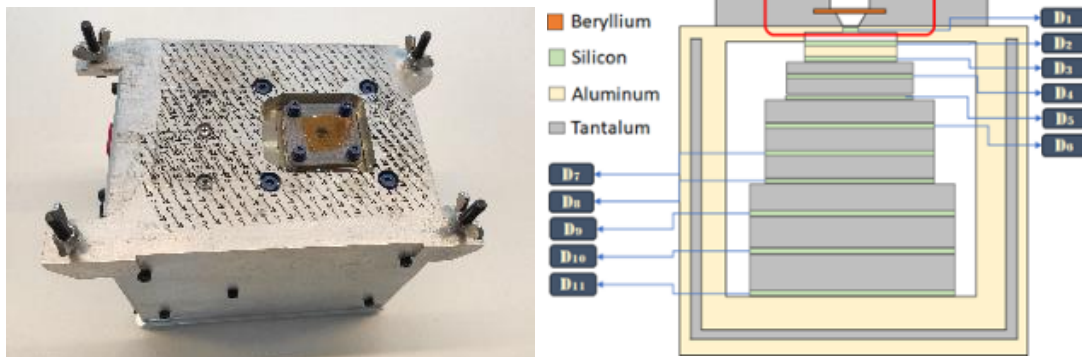 Beryllium
Silicon
Aluminum
Tantalum
D1
D2
D3
D4
D5
D6
D7
D8
D9
D10
D11